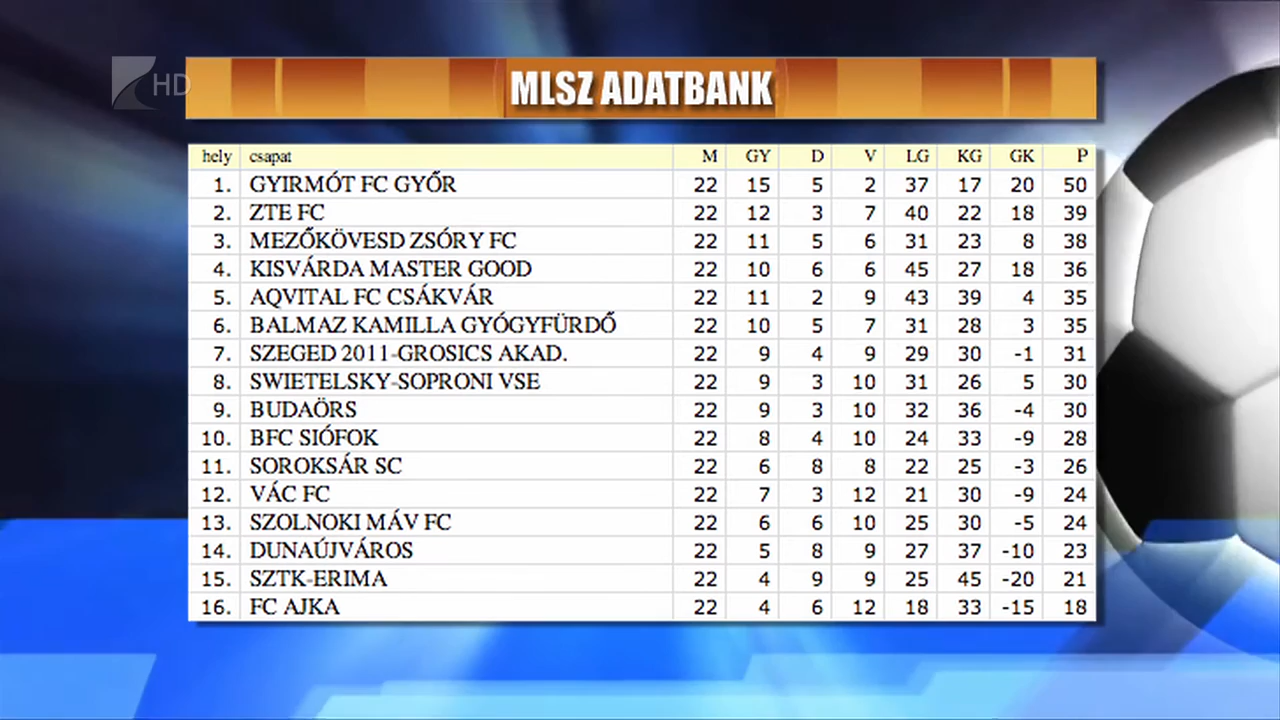 HD
MLSZ ADATBANK
hely csapat M GY D V LG KG GK P
1. GYIRMÓT FC GYŐR 22 15 5 2 37 17 20 50
2. ZTE FC 22 12 3 7 40 22 18 39
3. MEZŐKÖVESD ZSÓRY FC 22 11 5 6 31 23 8 38
4. KISVÁRDA MASTER GOOD 22 10 6 6 45 27 18 36
5. AQVITAL FC CSÁKVÁR 22 11 2 9 43 39 4 35
6. BALMAZ KAMILLA GYÓGYFÜRDŐ 22 10 5 7 31 28 3 35
7. SZEGED 2011-GROSICS AKAD. 22 9 4 9 29 30 -1 31
8. SWIETELSKY-SOPRONI VSE 22 9 3 10 31 26 5 30
9. BUDAÖRS 22 9 3 10 32 36 -4 30
10. BFC SIÓFOK 22 8 4 10 24 33 -9 28
11. SOROKSÁR SC 22 6 8 8 22 25 -3 26
12. VÁC FC 22 7 3 12 21 30 -9 24
13. SZOLNOKI MÁV FC 22 6 6 10 25 30 -5 24
14. DUNAÚJVÁROS 22 5 8 9 27 37 -10 23
15. SZTK-ERIMA 22 4 9 9 25 45 -20 21
16. FC AJKA 22 4 6 12 18 33 -15 18